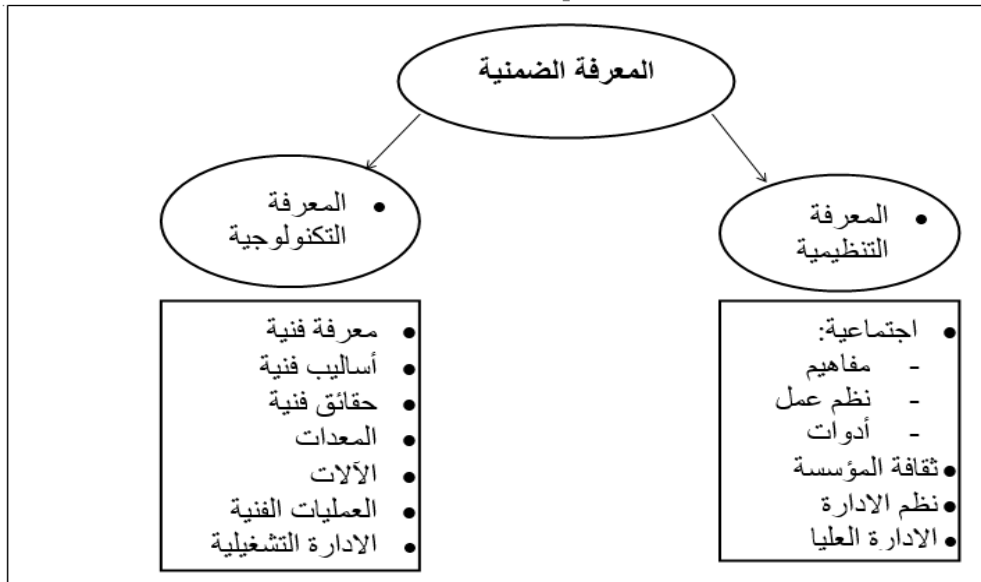 المعرفة الضمنية
• المعرفة
التنظيمية
• المعرفة
التكنولوجية
• اجتماعية:
- مفاهيم
- نظم عمل
- أدوات
• ثقافة المؤسسة
• نظم الادارة
• الادارة العليا
• معرفة فنية
• أساليب فنية
• حقائق فنية
• المعدات
• الآلات
• العمليات الفنية
• الادارة التشغيلية